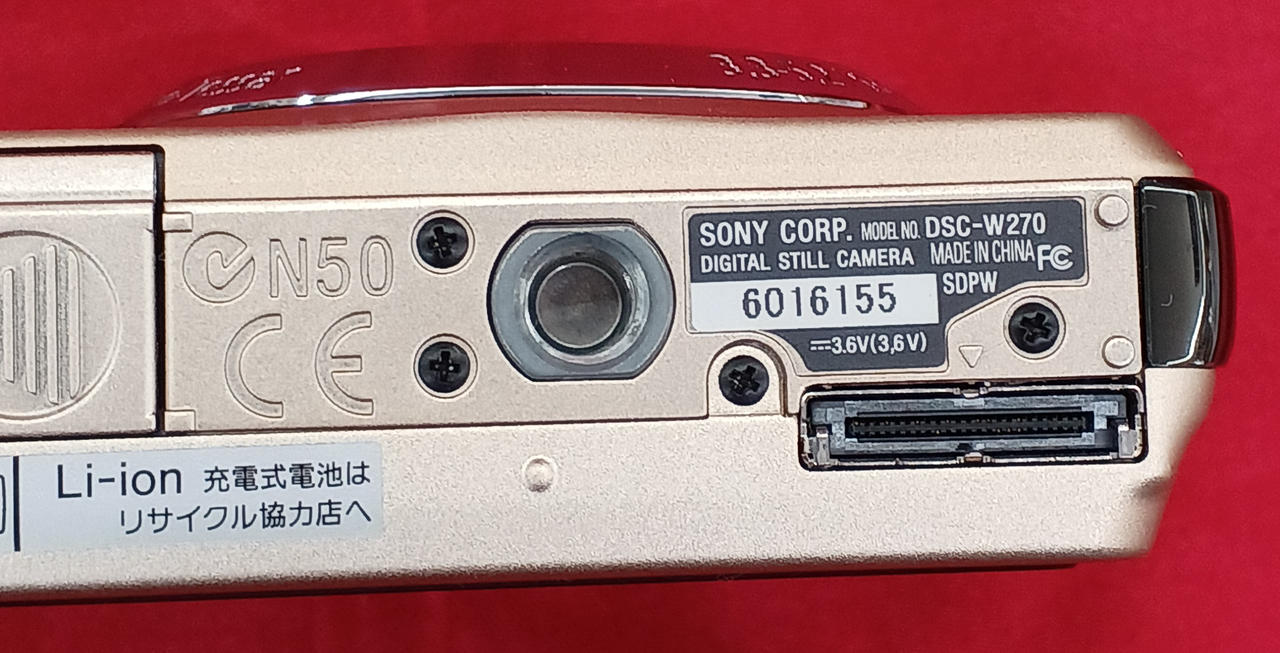 N50
CE
SONY CORP. MODEL NO. DSC-W270
DIGITAL STILL CAMERA MADE IN CHINA FC
6016155 SDPW
3.6V(3,6V)
Li-ion 充電式電池は
リサイクル協力店へ